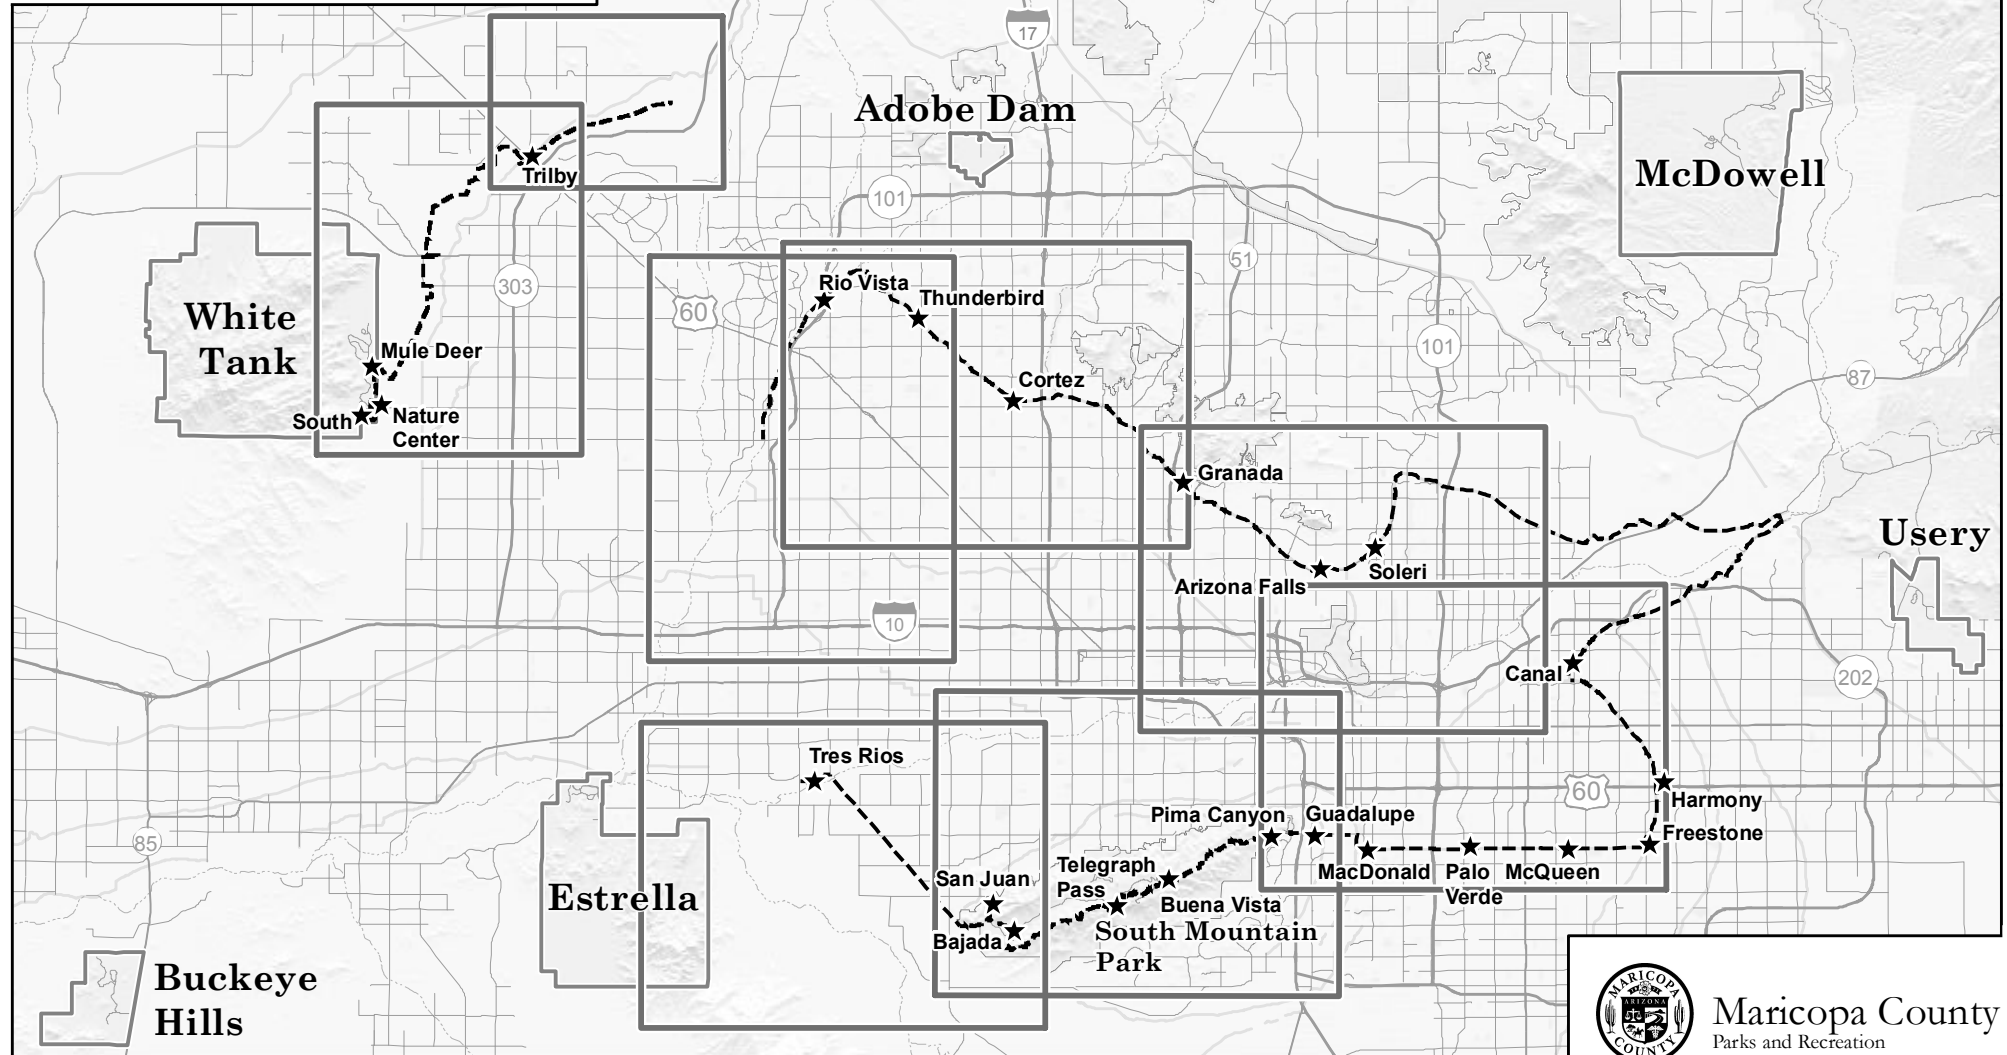 17
Adobe Dam
McDowell
Trilby
101
51
303
White
Tank
60
Rio Vista
Thunderbird
101
87
Mule Deer
Cortez
South
Nature
Center
Granada
Usery
Soleri
Arizona Falls
10
Canal
202
Tres Rios
60
Harmony
Pima Canyon
Guadalupe
Freestone
85
Telegraph
Pass
MacDonald
Palo
Verde
McQueen
San Juan
Estrella
Buena Vista
South Mountain
Park
Bajada
Buckeye
Hills
MARICOPA
ARIZONA
COUNTY
Maricopa County
Parks and Recreation